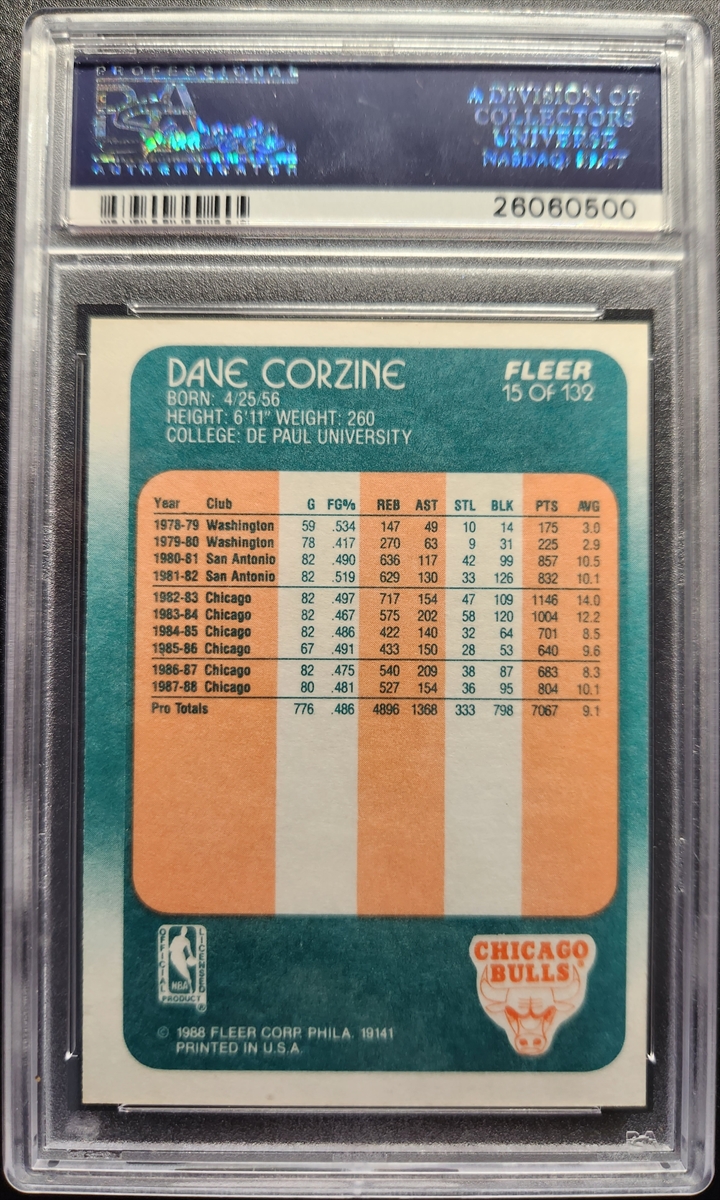 PROFESSIONAL
AUTHENTICATOR
A DIVISION OF
COLLECTORS
UNIVERSE
26060500
DAVE CORZINE
FLEER
15 OF 132
BORN: 4/25/56
HEIGHT: 6'11" WEIGHT: 260
COLLEGE: DE PAUL UNIVERSITY
Year Club G FG% REB AST STL BLK PTS AVG
1978-79 Washington 59 .534 147 49 10 14 175 3.0
1979-80 Washington 78 .417 270 63 9 31 225 2.9
1980-81 San Antonio 82 .490 636 117 42 99 857 10.5
1981-82 San Antonio 82 .519 629 130 33 126 832 10.1
1982-83 Chicago 82 .497 717 154 47 109 1146 14.0
1983-84 Chicago 82 .467 575 202 58 120 1004 12.2
1984-85 Chicago 82 .486 422 140 32 64 701 8.5
1985-86 Chicago 67 .491 433 150 28 53 640 9.6
1986-87 Chicago 82 .475 540 209 38 87 683 8.3
1987-88 Chicago 80 .481 527 154 36 95 804 10.1
Pro Totals 776 .486 4896 1368 333 798 7067 9.1
OFFICIAL
LICENSED
NBA
PRODUCT ®
CHICAGO
BULLS
© 1988 FLEER CORP. PHILA. 19141
PRINTED IN U.S.A.